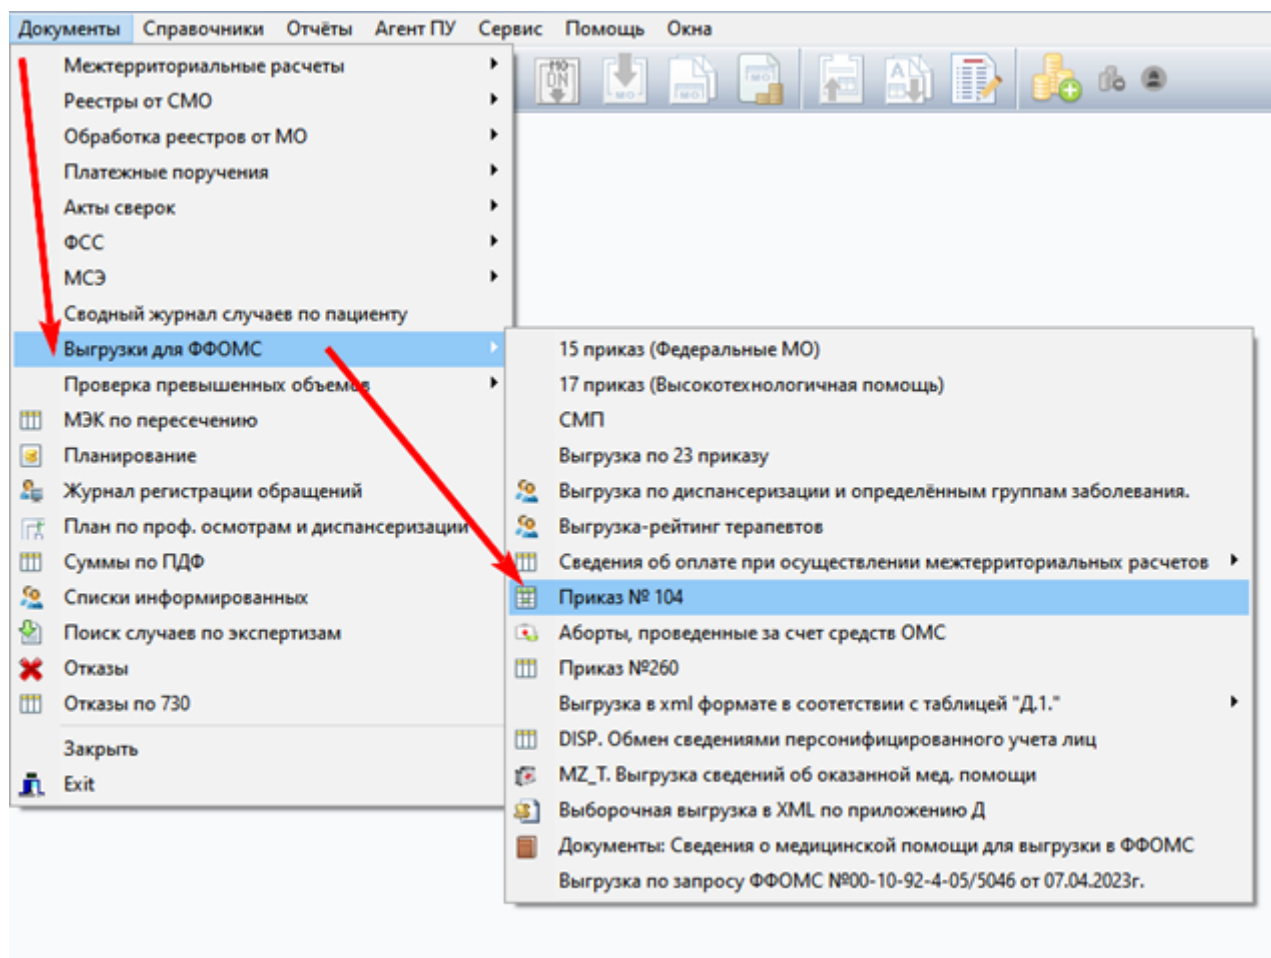 Документы Справочники Отчёты Агент ПУ Сервис Помощь Окна
Межтерриториальные расчеты
Реестры от СМО
Обработка реестров от МО
Платежные поручения
Акты сверок
ФСС
МСЭ
Сводный журнал случаев по пациенту
Выгрузки для ФФОМС
Проверка превышенных объемов
МЭК по пересечению
Планирование
Журнал регистрации обращений
План по проф. осмотрам и диспансеризации
Суммы по ПДФ
Списки информированных
Поиск случаев по экспертизам
Отказы
Отказы по 730
Закрыть
Exit
15 приказ (Федеральные МО)
17 приказ (Высокотехнологичная помощь)
СМП
Выгрузка по 23 приказу
Выгрузка по диспансеризации и определённым группам заболевания.
Выгрузка-рейтинг терапевтов
Сведения об оплате при осуществлении межтерриториальных расчетов
Приказ № 104
Аборты, проведенные за счет средств ОМС
Приказ №260
Выгрузка в xml формате в соотетствии с таблицей "Д.1."
DISP. Обмен сведениями персонифицированного учета лиц
MZ_T. Выгрузка сведений об оказанной мед. помощи
Выборочная выгрузка в XML по приложению Д
Документы: Сведения о медицинской помощи для выгрузки в ФФОМС
Выгрузка по запросу ФФОМС №00-10-92-4-05/5046 от 07.04.2023г.